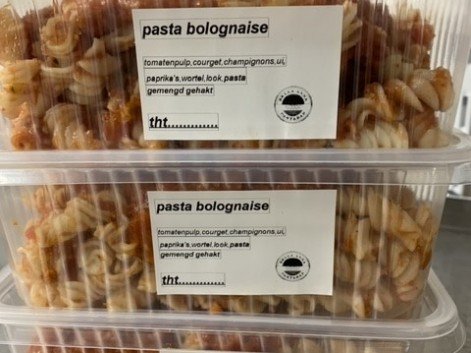 pasta bolognaise
tomatenpulp,courget,champignons,ui,
paprika's,wortel,look,pasta
gemengd gehakt
tht.............
pasta bolognaise
tomatenpulp,courget,champignons,ui,
paprika's,wortel,look,pasta
gemengd gehakt
tht.............